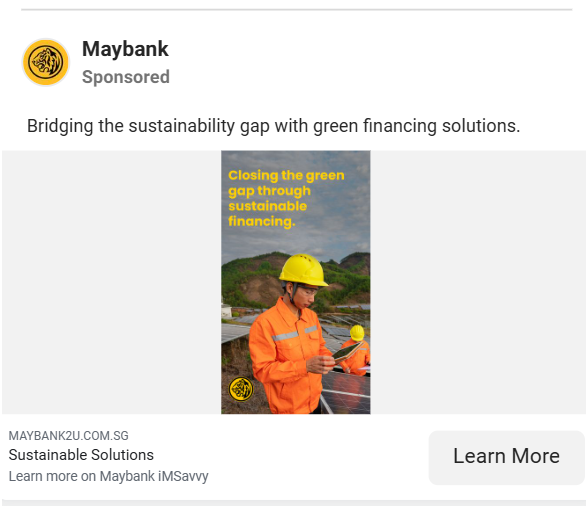 Maybank
Sponsored
Bridging the sustainability gap with green financing solutions.
Closing the green
gap through
sustainable
financing.
MAYBANK2U.COM.SG
Sustainable Solutions
Learn more on Maybank iMSavvy
Learn More